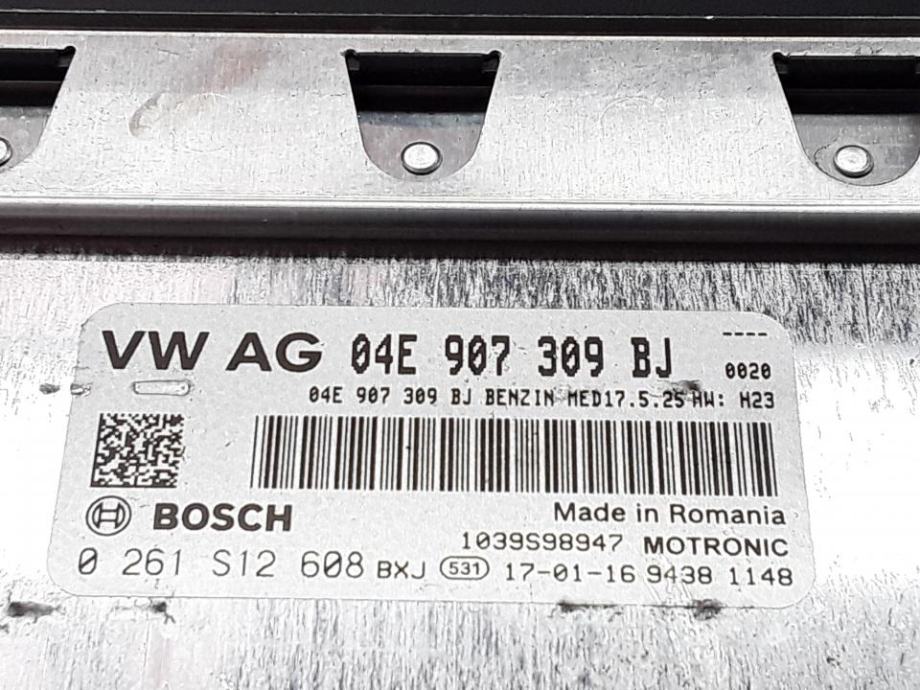 VW AG 04E 907 309 BJ
----
0020
04E 907 309 BJ BENZIN MED17.5.25 HW: H23
BOSCH
Made in Romania
1039S98947 MOTRONIC
0 261 S12 608 BXJ 531 17-01-16 9438 1148